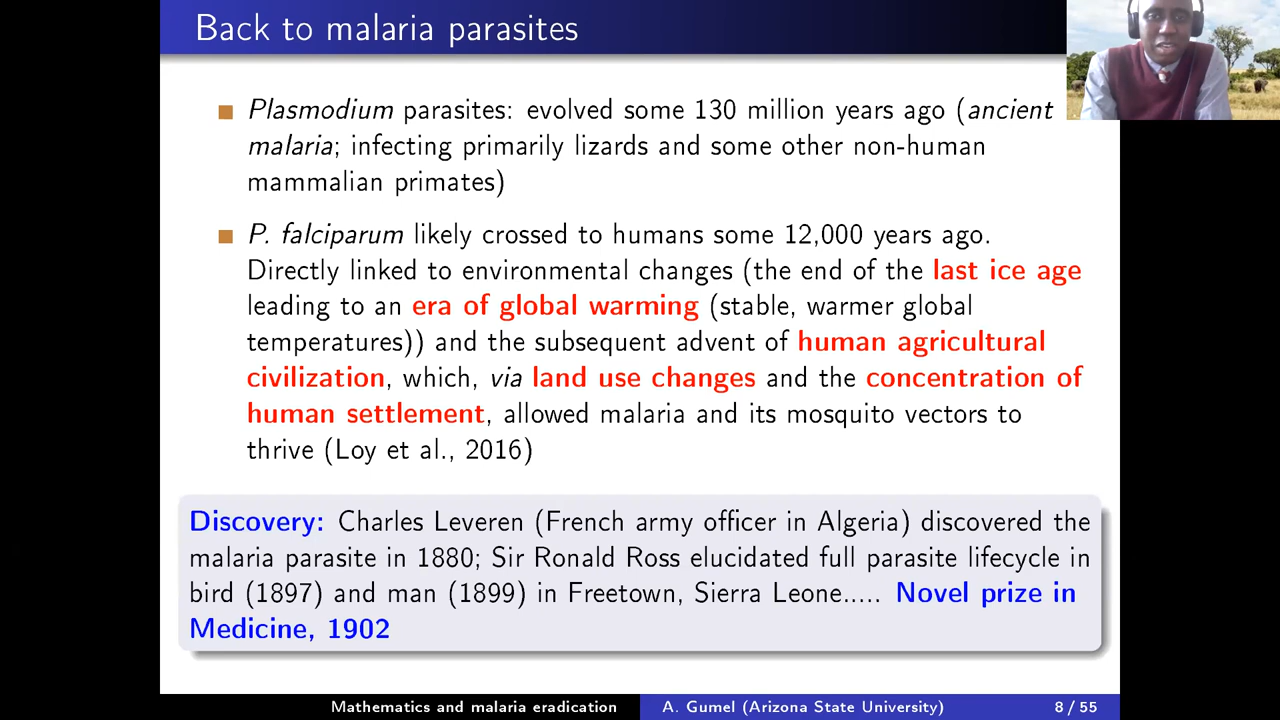 Back to malaria parasites
Plasmodium parasites: evolved some 130 million years ago (ancient
malaria; infecting primarily lizards and some other non-human
mammalian primates)
P. falciparum likely crossed to humans some 12,000 years ago.
Directly linked to environmental changes (the end of the last ice age
leading to an era of global warming (stable, warmer global
temperatures)) and the subsequent advent of human agricultural
civilization, which, via land use changes and the concentration of
human settlement, allowed malaria and its mosquito vectors to
thrive (Loy et al., 2016)
Discovery: Charles Leveren (French army officer in Algeria) discovered the
malaria parasite in 1880; Sir Ronald Ross elucidated full parasite lifecycle in
bird (1897) and man (1899) in Freetown, Sierra Leone..... Novel prize in
Medicine, 1902
Mathematics and malaria eradication A. Gumel (Arizona State University) 8 / 55